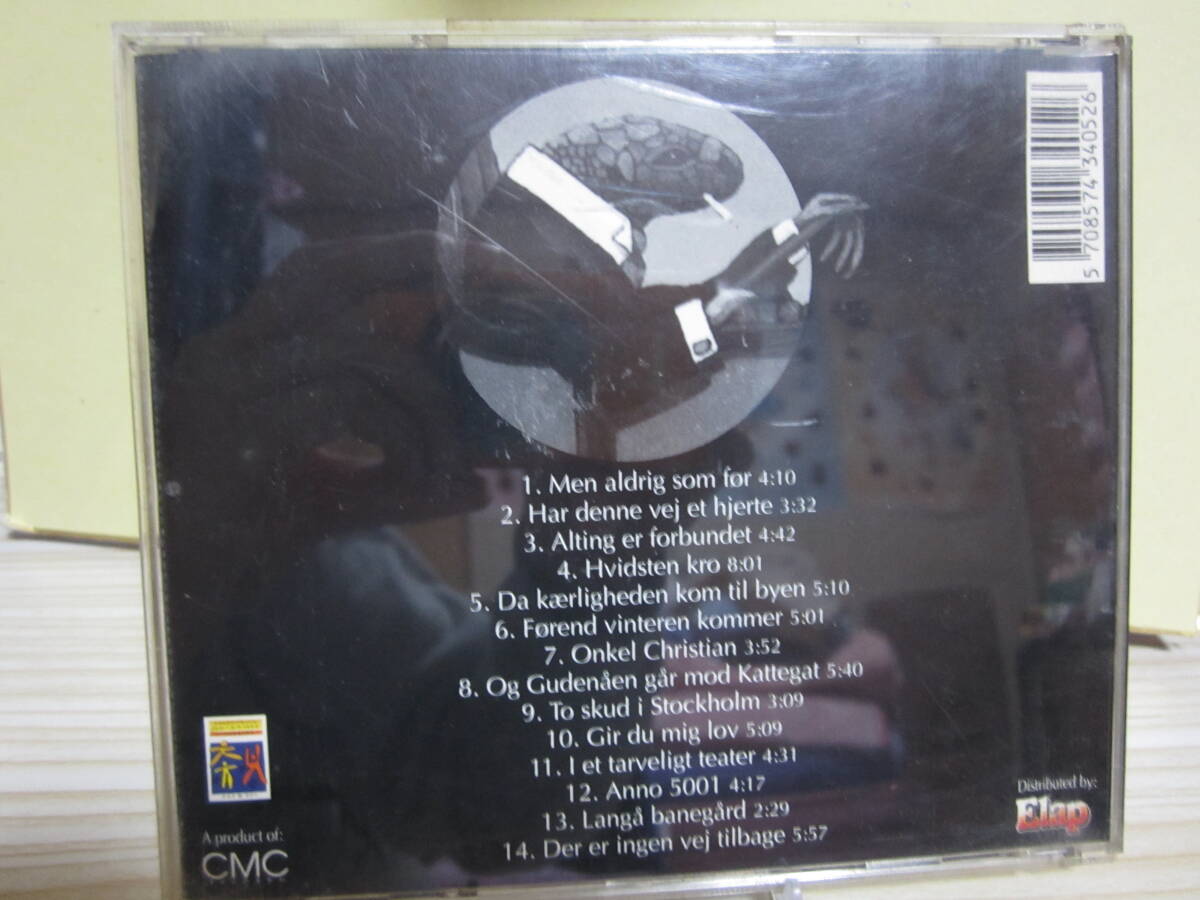 5 708574 340526
1. Men aldrig som før 4:10
2. Har denne vej et hjerte 3:32
3. Alting er forbundet 4:42
4. Hvidsten kro 8:01
5. Da kærligheden kom til byen 5:10
6. Førend vinteren kommer 5:01
7. Onkel Christian 3:52
8. Og Gudenåen går mod Kattegat 5:40
9. To skud i Stockholm 3:09
10. Gir du mig lov 5:09
11. I et tarveligt teater 4:31
12. Anno 5001 4:17
13. Langå banegård 2:29
14. Der er ingen vej tilbage 5:57
A product of:
CMC
Distributed by:
Elap